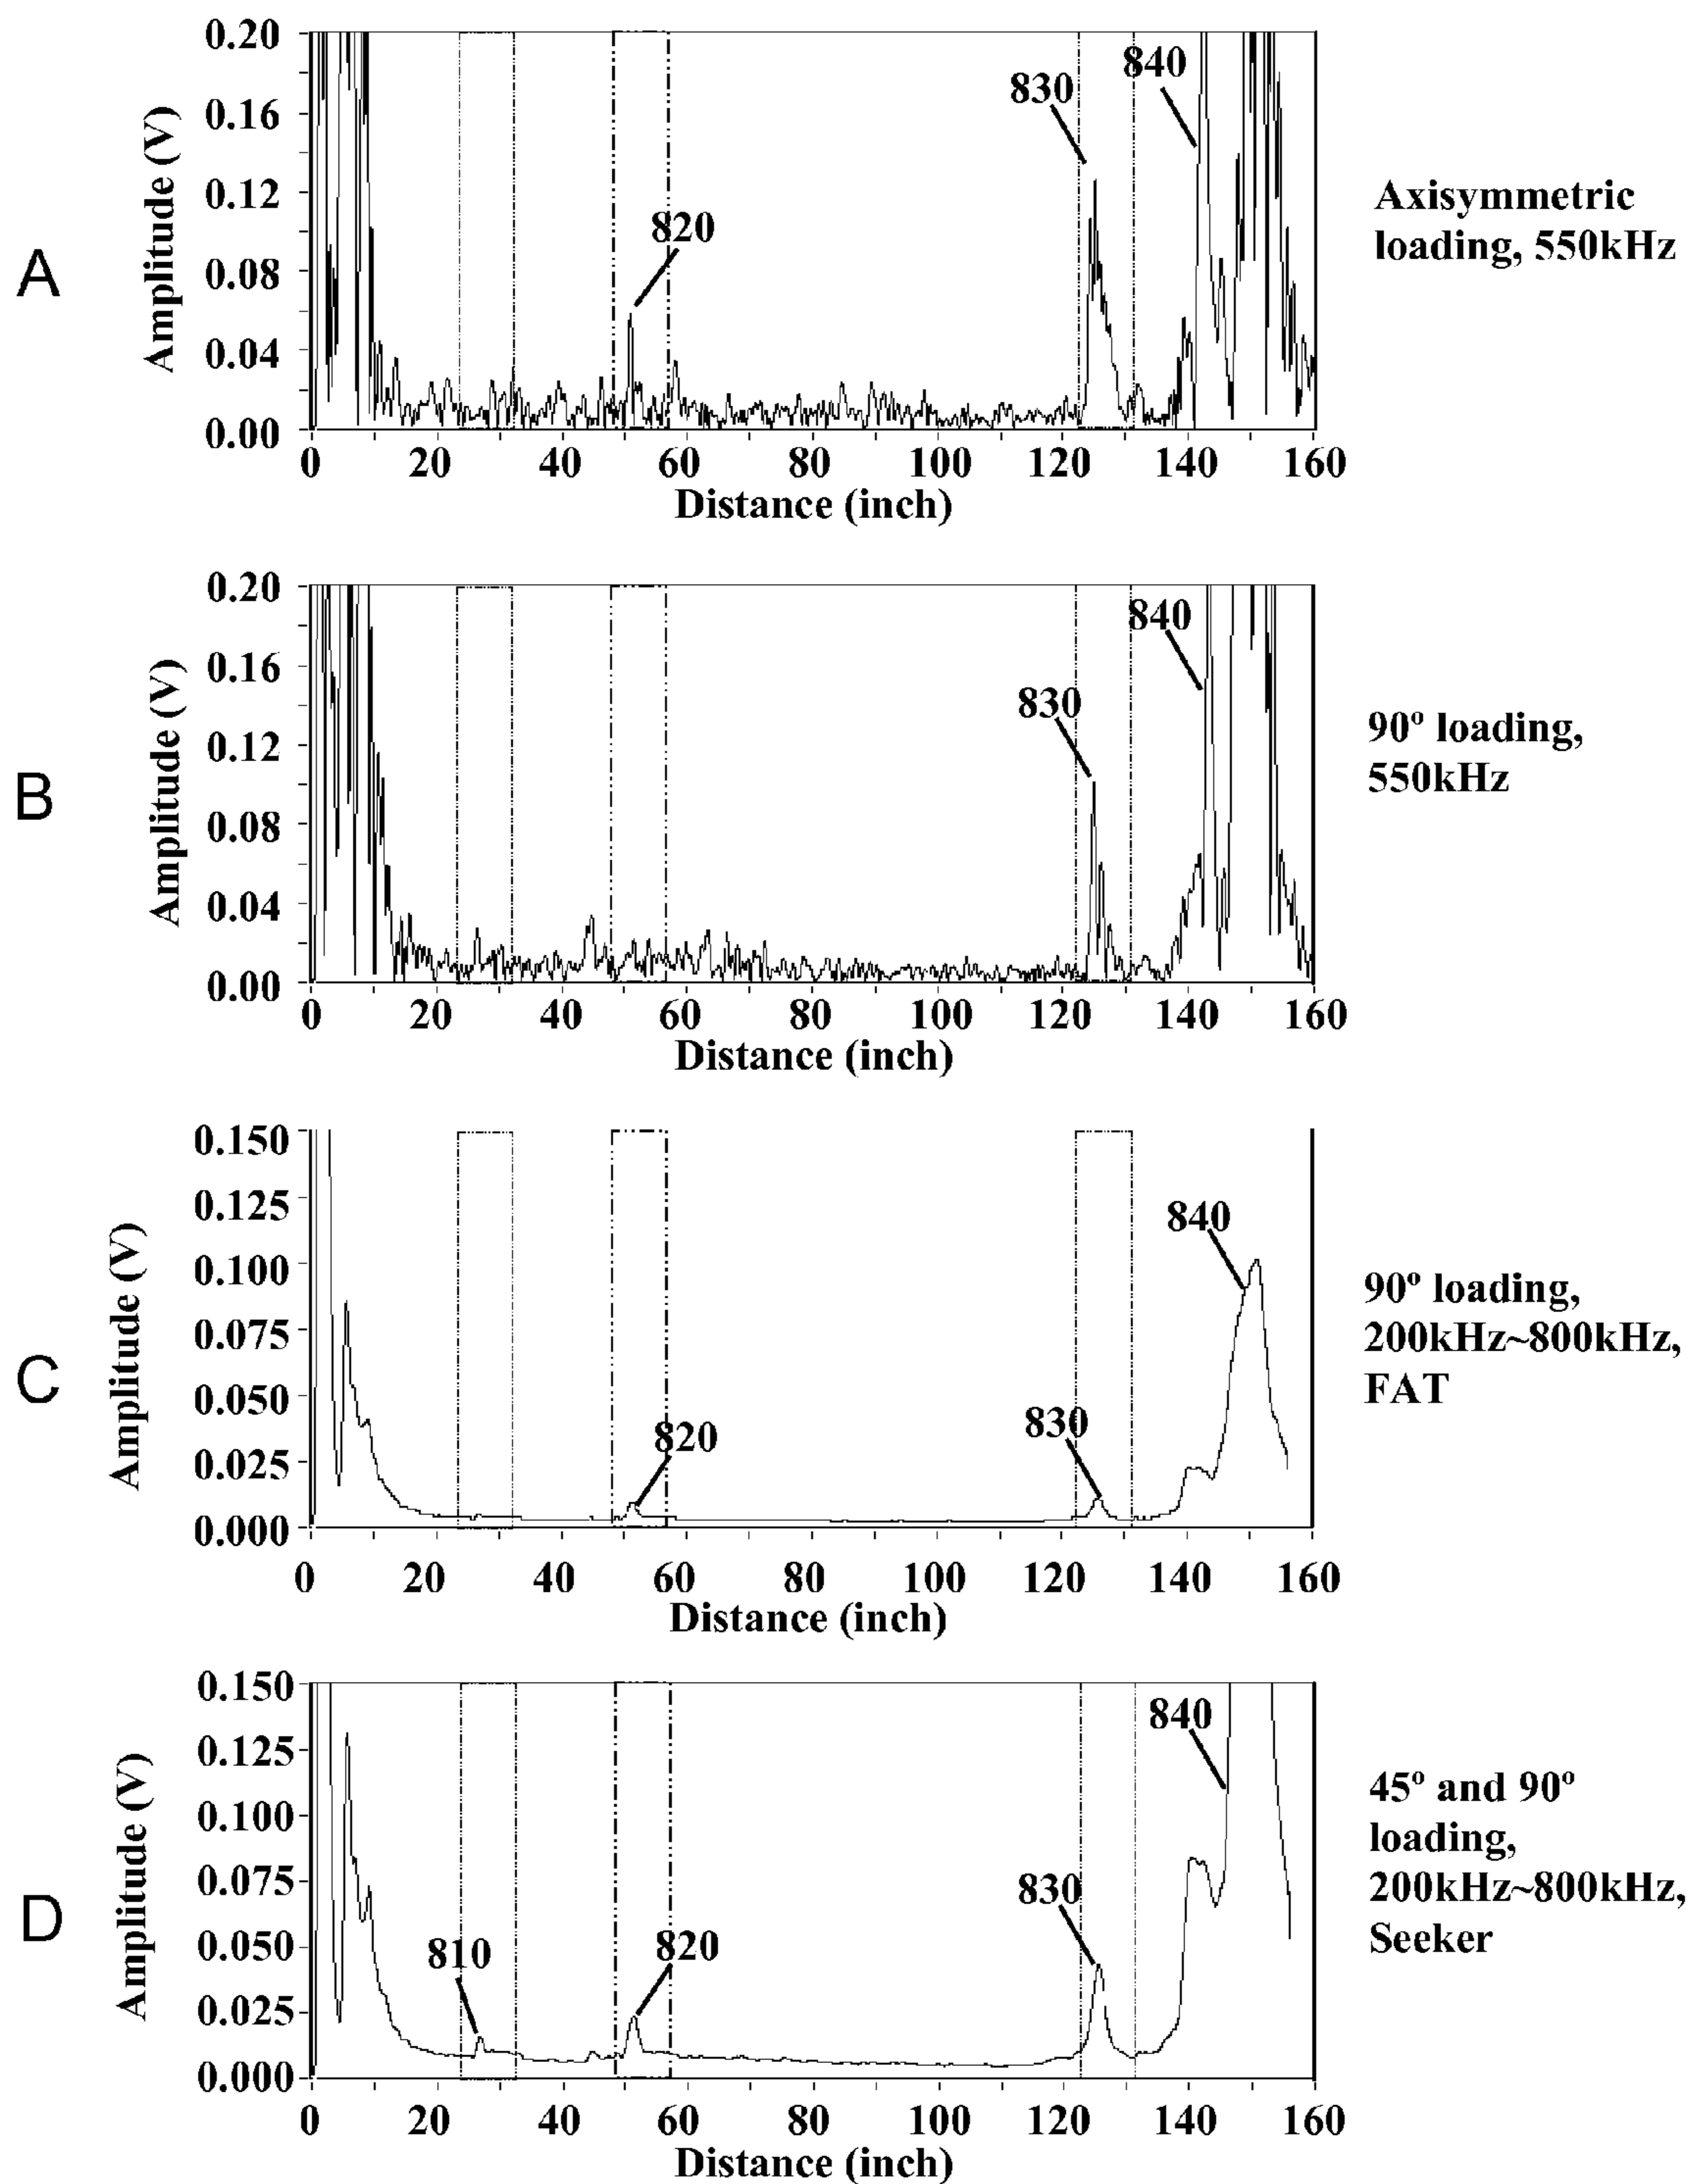 A
Amplitude (V)
0.20
0.16
0.12
0.08
0.04
0.00
820
830
840
0 20 40 60 80 100 120 140 160
Distance (inch)
Axisymmetric
loading, 550kHz
B
Amplitude (V)
0.20
0.16
0.12
0.08
0.04
0.00
830
840
0 20 40 60 80 100 120 140 160
Distance (inch)
90º loading,
550kHz
C
Amplitude (V)
0.150
0.125
0.100
0.075
0.050
0.025
0.000
820
830
840
0 20 40 60 80 100 120 140 160
Distance (inch)
90º loading,
200kHz~800kHz,
FAT
D
Amplitude (V)
0.150
0.125
0.100
0.075
0.050
0.025
0.000
810
820
830
840
0 20 40 60 80 100 120 140 160
Distance (inch)
45º and 90º
loading,
200kHz~800kHz,
Seeker